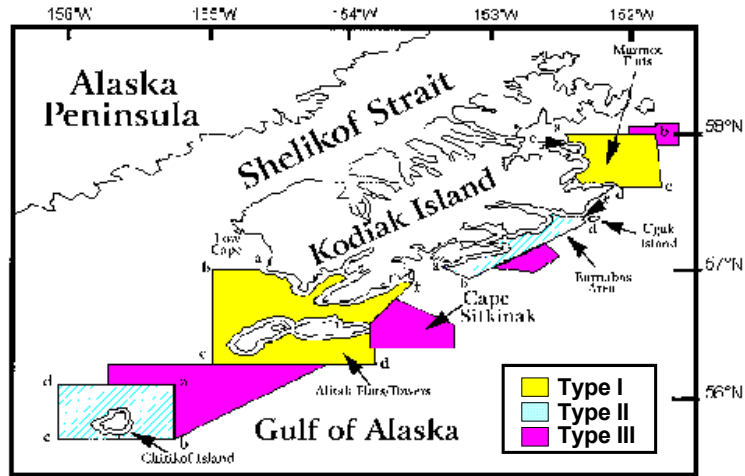 156°W 155°W 154°W 153°W 152°W
Marmot
Flats
Alaska
Peninsula
Shelikof Strait
Kodiak Island
a
b
59°N
c
Low
Cape
a
b
d
Ugak
Island
a
b
57°N
Barnabas
Area
Cape
Sitkinak
f
c
d
Alitak Flats/Towers
d
a
56°N
c
b
Chirikof Island
Gulf of Alaska
Type I
Type II
Type III